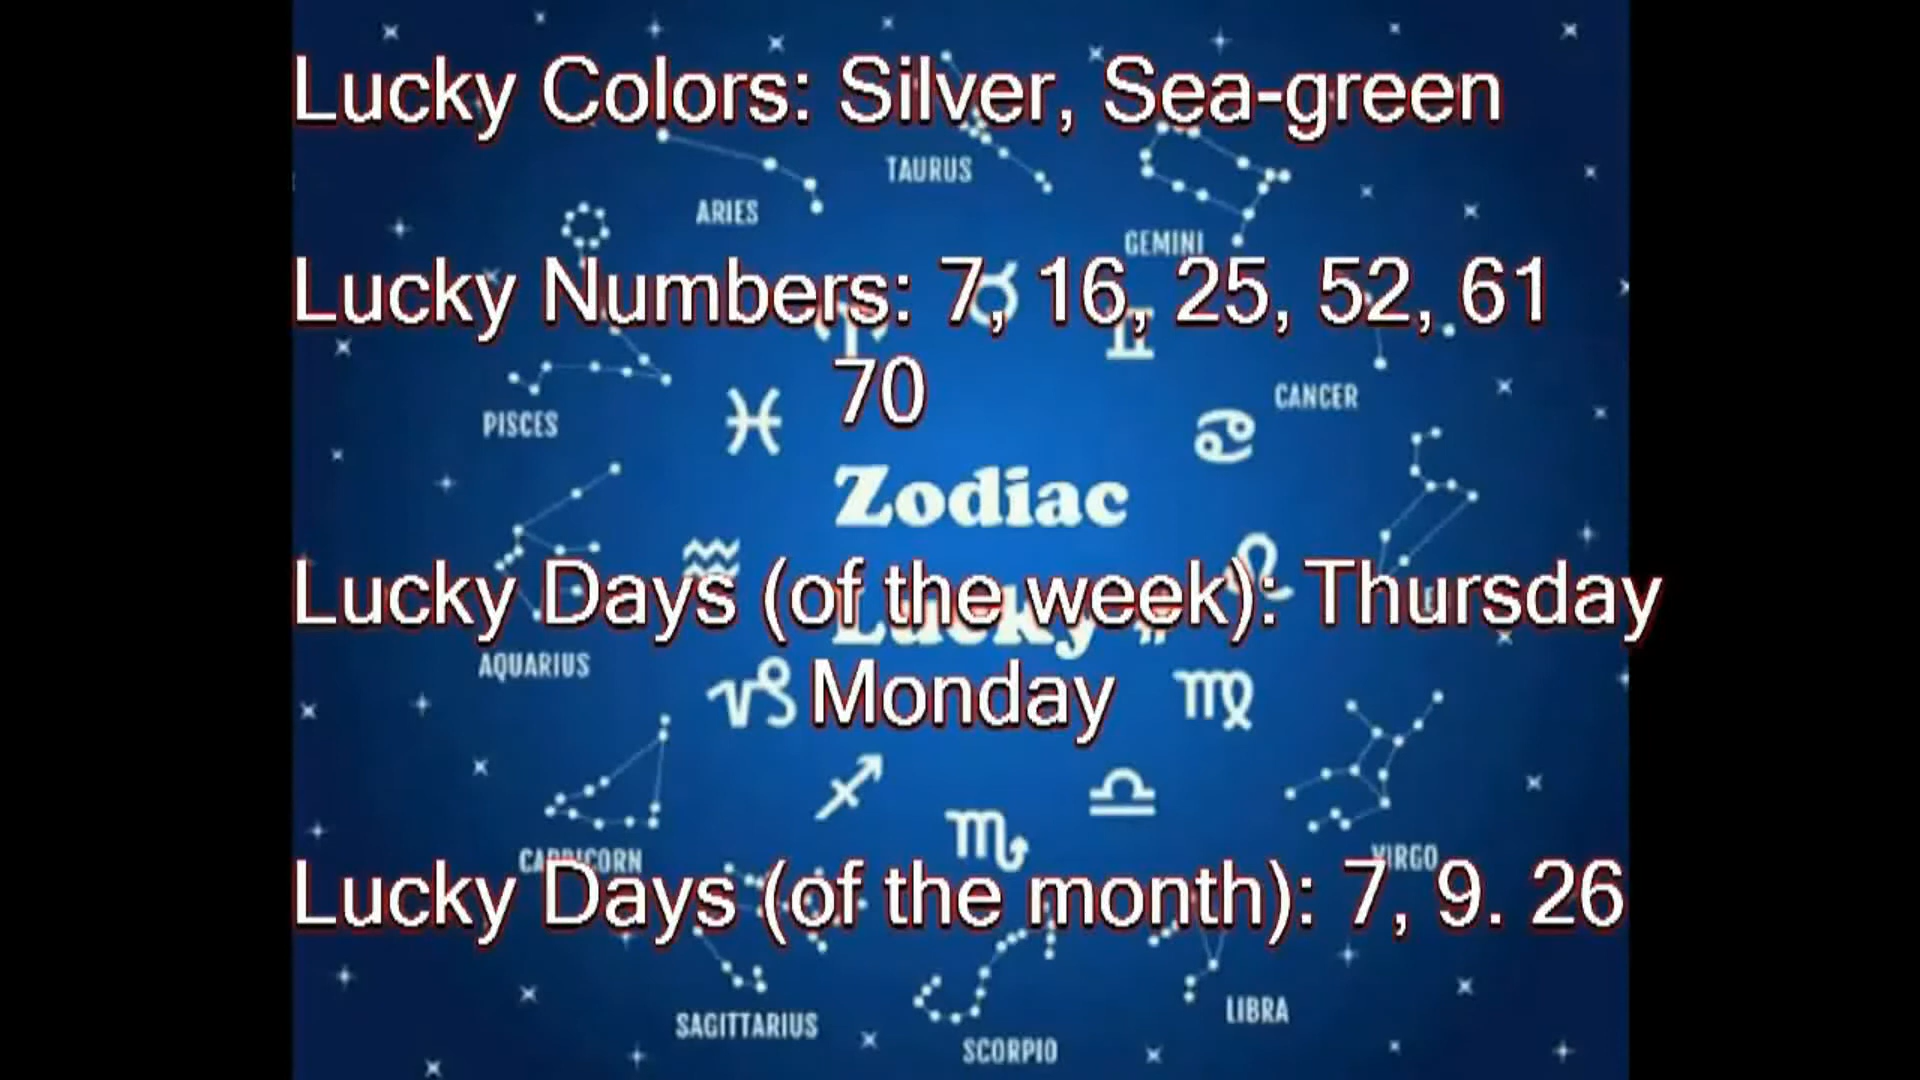 Lucky Colors: Silver, Sea-green
TAURUS
ARIES
GEMINI
Lucky Numbers: 7, 16, 25, 52, 61
70
CANCER
PISCES
Zodiac
Lucky Days (of the week): Thursday
Lucky #
AQUARIUS
Monday
CAPRICORN
VIRGO
Lucky Days (of the month): 7, 9. 26
LIBRA
SAGITTARIUS
SCORPIO